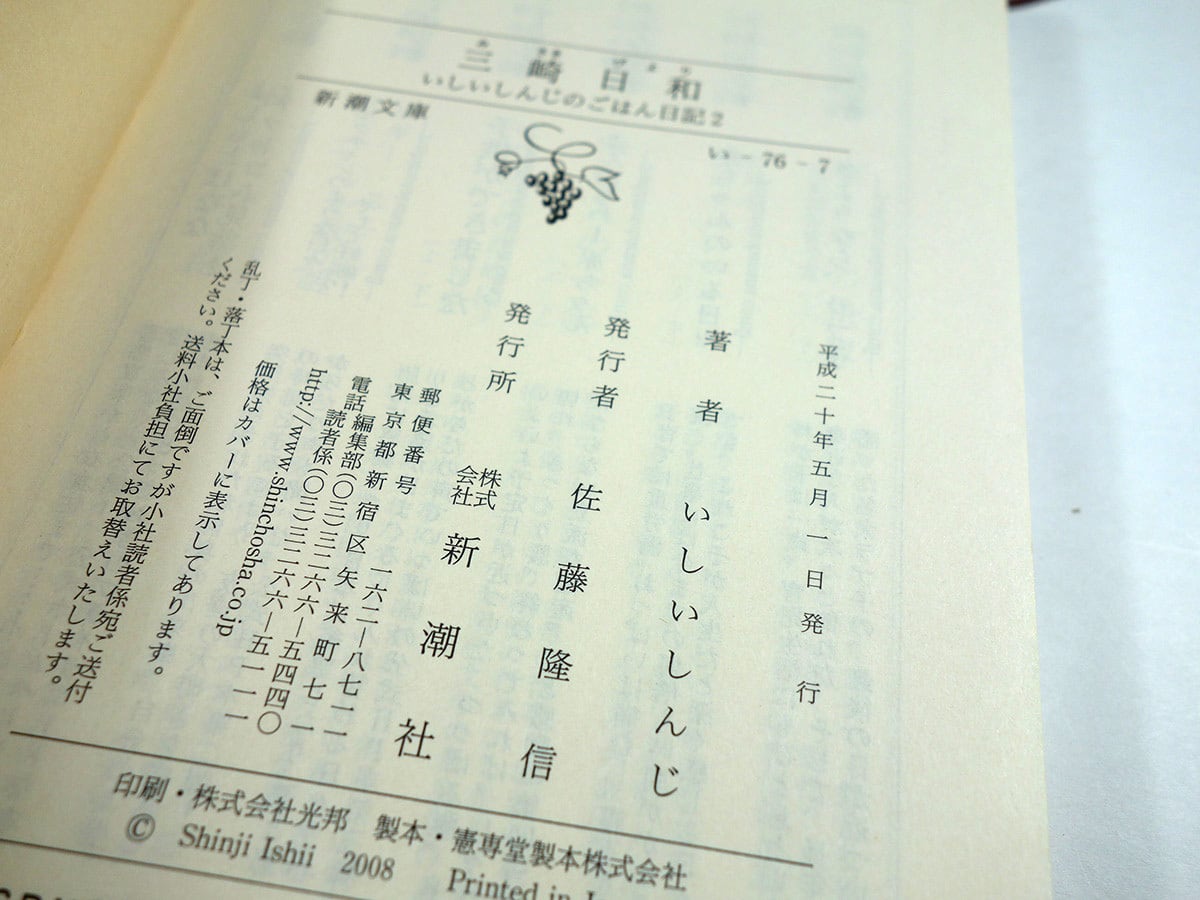 三崎日和
いしいしんじのごはん日記2
新潮文庫
い-76-7
平成二十年五月一日発行
著者 いしいしんじ
発行者 佐藤隆信
発行所 株式会社 新潮社
郵便番号 一六二―八七一一
東京都新宿区矢来町七一
電話編集部(〇三)三二六六―五四四〇
読者係(〇三)三二六六―五一一一
http://www.shinchosha.co.jp
価格はカバーに表示してあります。
乱丁・落丁本は、ご面倒ですが小社読者係宛ご送付
ください。送料小社負担にてお取替えいたします。
印刷・株式会社光邦 製本・憲専堂製本株式会社
© Shinji Ishii 2008 Printed in